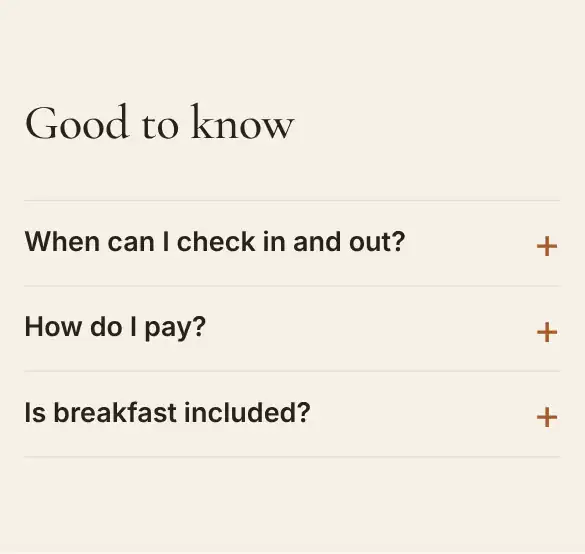 Good to know
When can I check in and out?
How do I pay?
Is breakfast included?